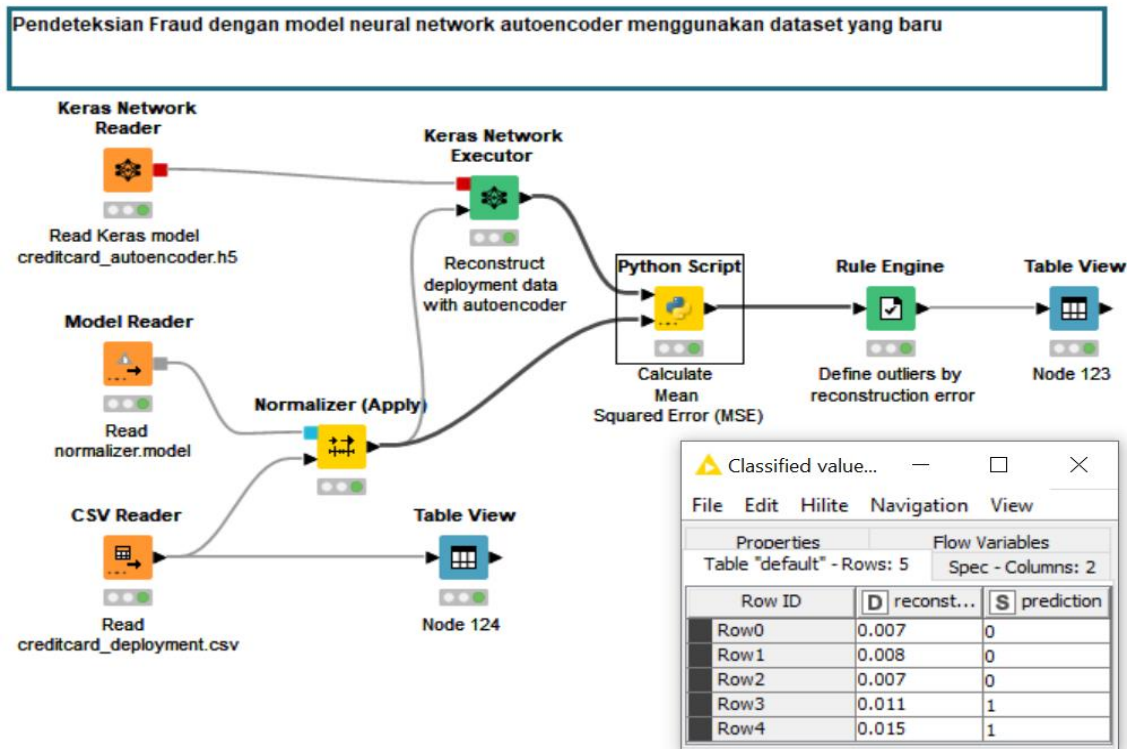 Pendeteksian Fraud dengan model neural network autoencoder menggunakan dataset yang baru
Keras Network
Reader
Read Keras model
creditcard_autoencoder.h5
Keras Network
Executor
Reconstruct
deployment data
with autoencoder
Python Script
Calculate
Mean
Squared Error (MSE)
Rule Engine
Define outliers by
reconstruction error
Table View
Node 123
Model Reader
Read
normalizer.model
Normalizer (Apply)
CSV Reader
Read
creditcard_deployment.csv
Table View
Node 124
Classified value...
File Edit Hilite Navigation View
Properties Flow Variables
Table "default" - Rows: 5 Spec - Columns: 2
Row ID D reconst... S prediction
Row0 0.007 0
Row1 0.008 0
Row2 0.007 0
Row3 0.011 1
Row4 0.015 1